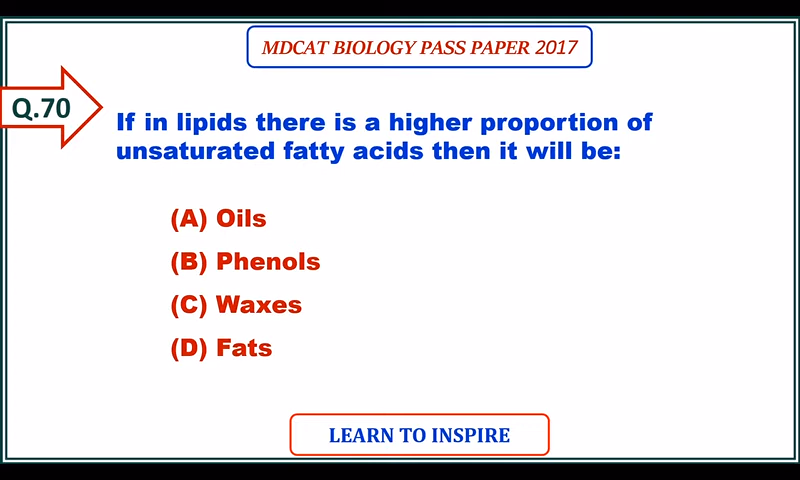 MDCAT BIOLOGY PASS PAPER 2017
Q.70
If in lipids there is a higher proportion of
unsaturated fatty acids then it will be:
(A) Oils
(B) Phenols
(C) Waxes
(D) Fats
LEARN TO INSPIRE